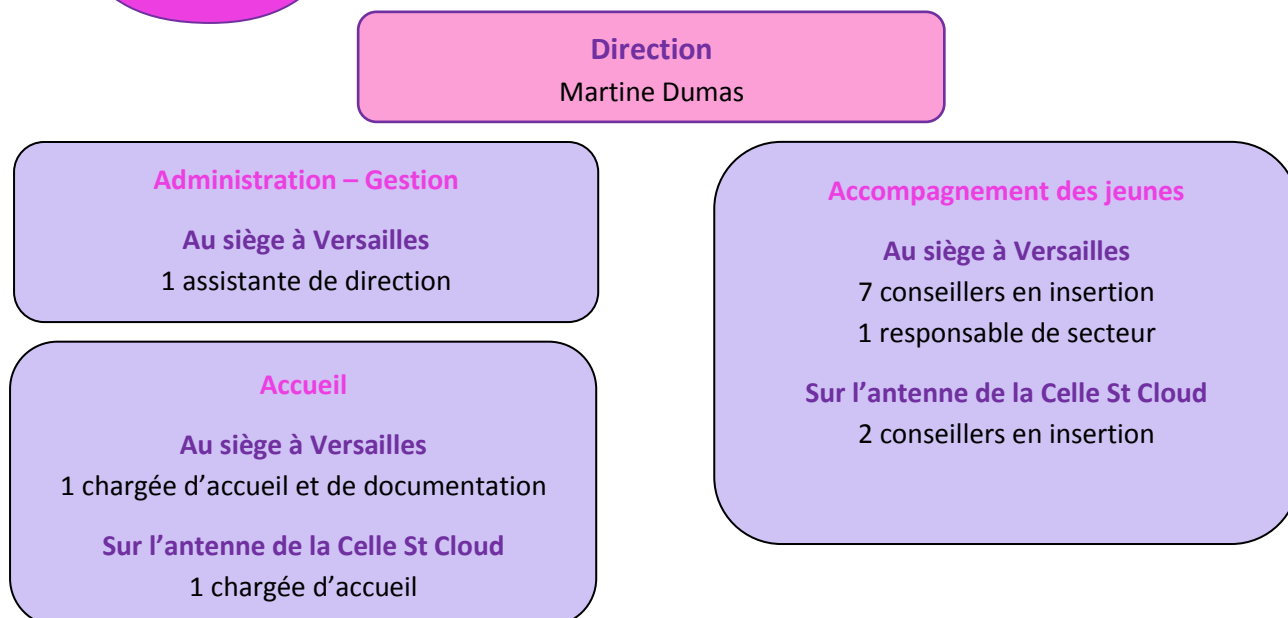 Direction
Martine Dumas
Administration – Gestion
Au siège à Versailles
1 assistante de direction
Accueil
Au siège à Versailles
1 chargée d’accueil et de documentation
Sur l’antenne de la Celle St Cloud
1 chargée d’accueil
Accompagnement des jeunes
Au siège à Versailles
7 conseillers en insertion
1 responsable de secteur
Sur l’antenne de la Celle St Cloud
2 conseillers en insertion